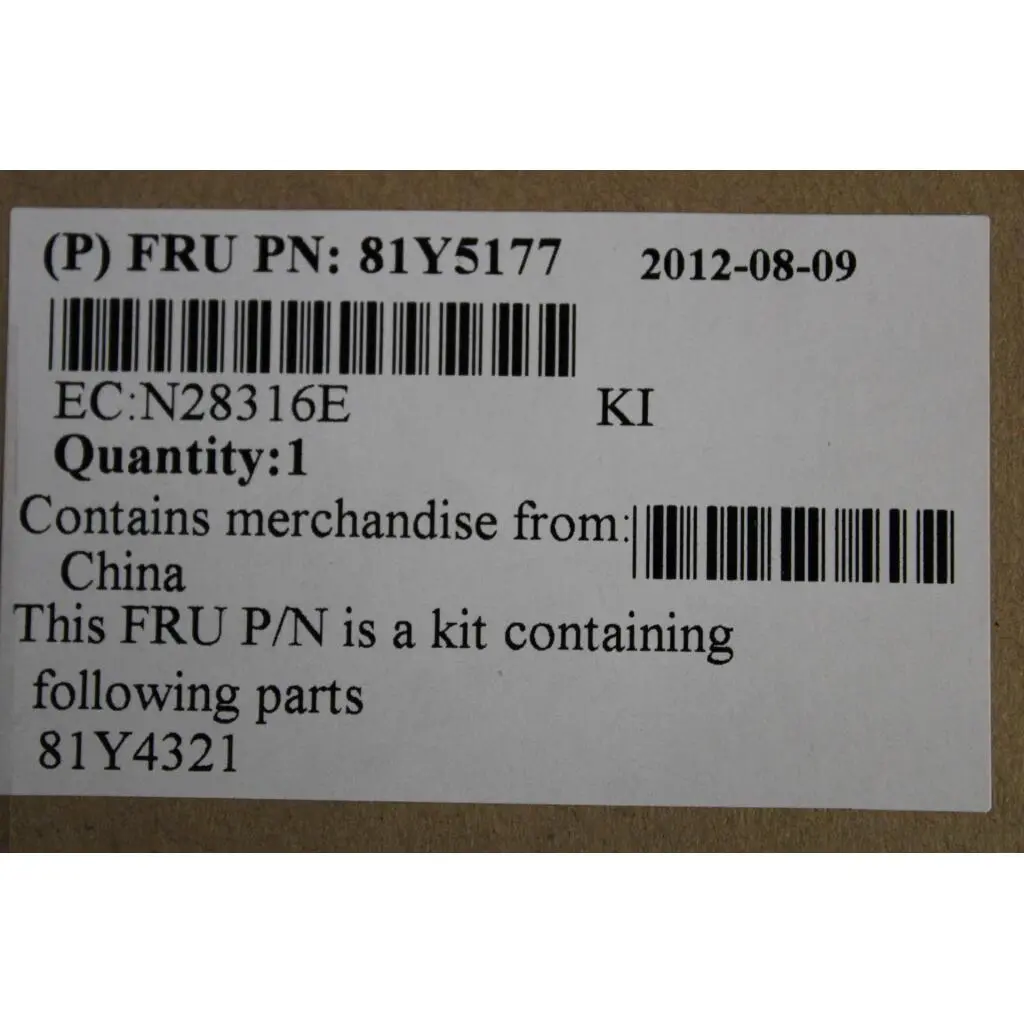 (P) FRU PN: 81Y5177 2012-08-09
EC:N28316E KI
Quantity:1
Contains merchandise from:
China
This FRU P/N is a kit containing
following parts
81Y4321